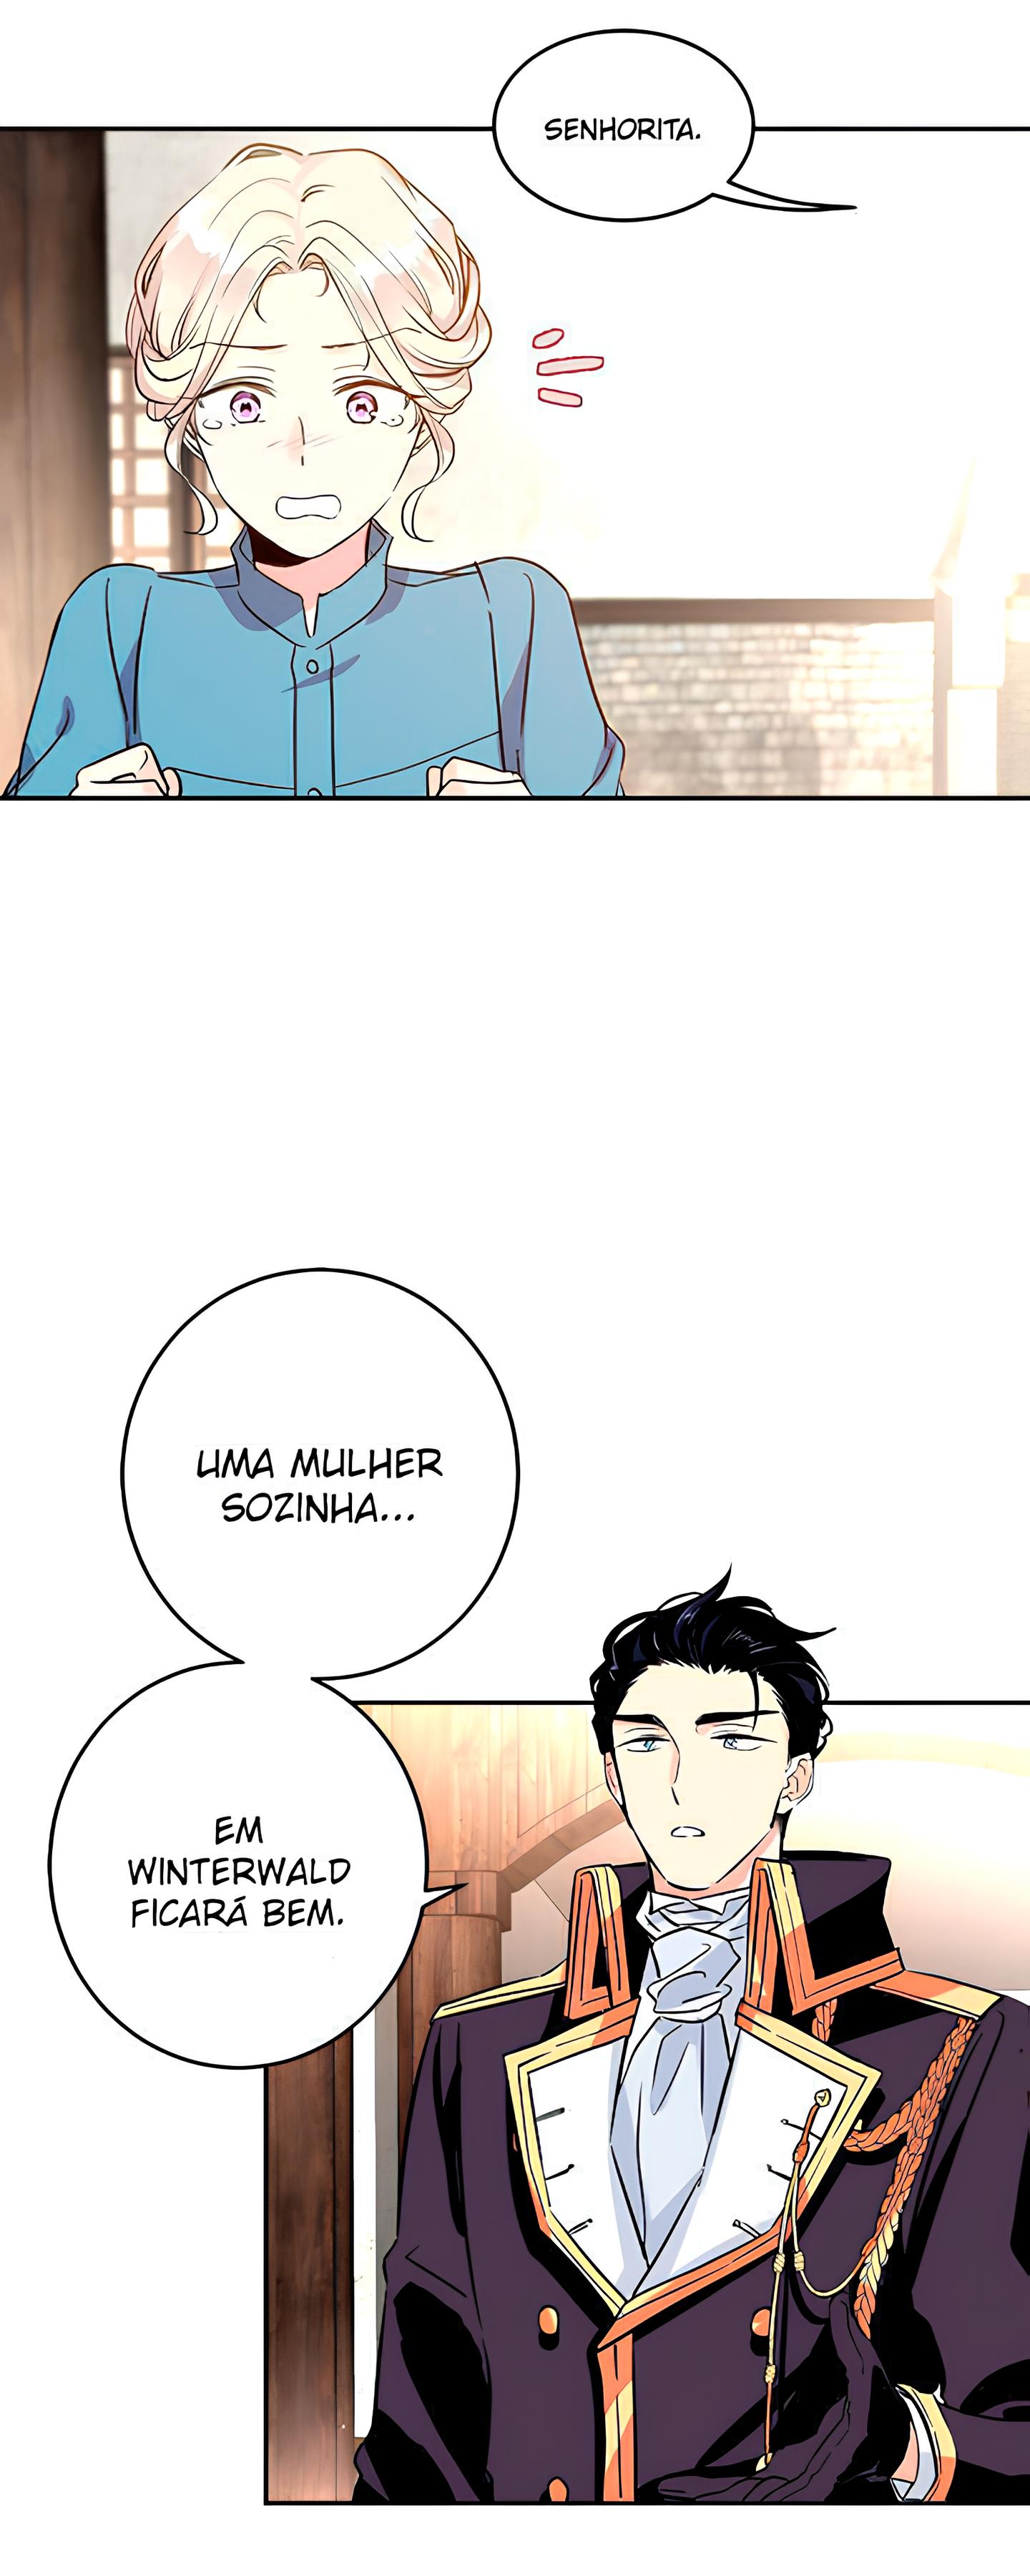 SENHORITA.
UMA MULHER
SOZINHA...
EM
WINTERWALD
FICARÁ BEM.